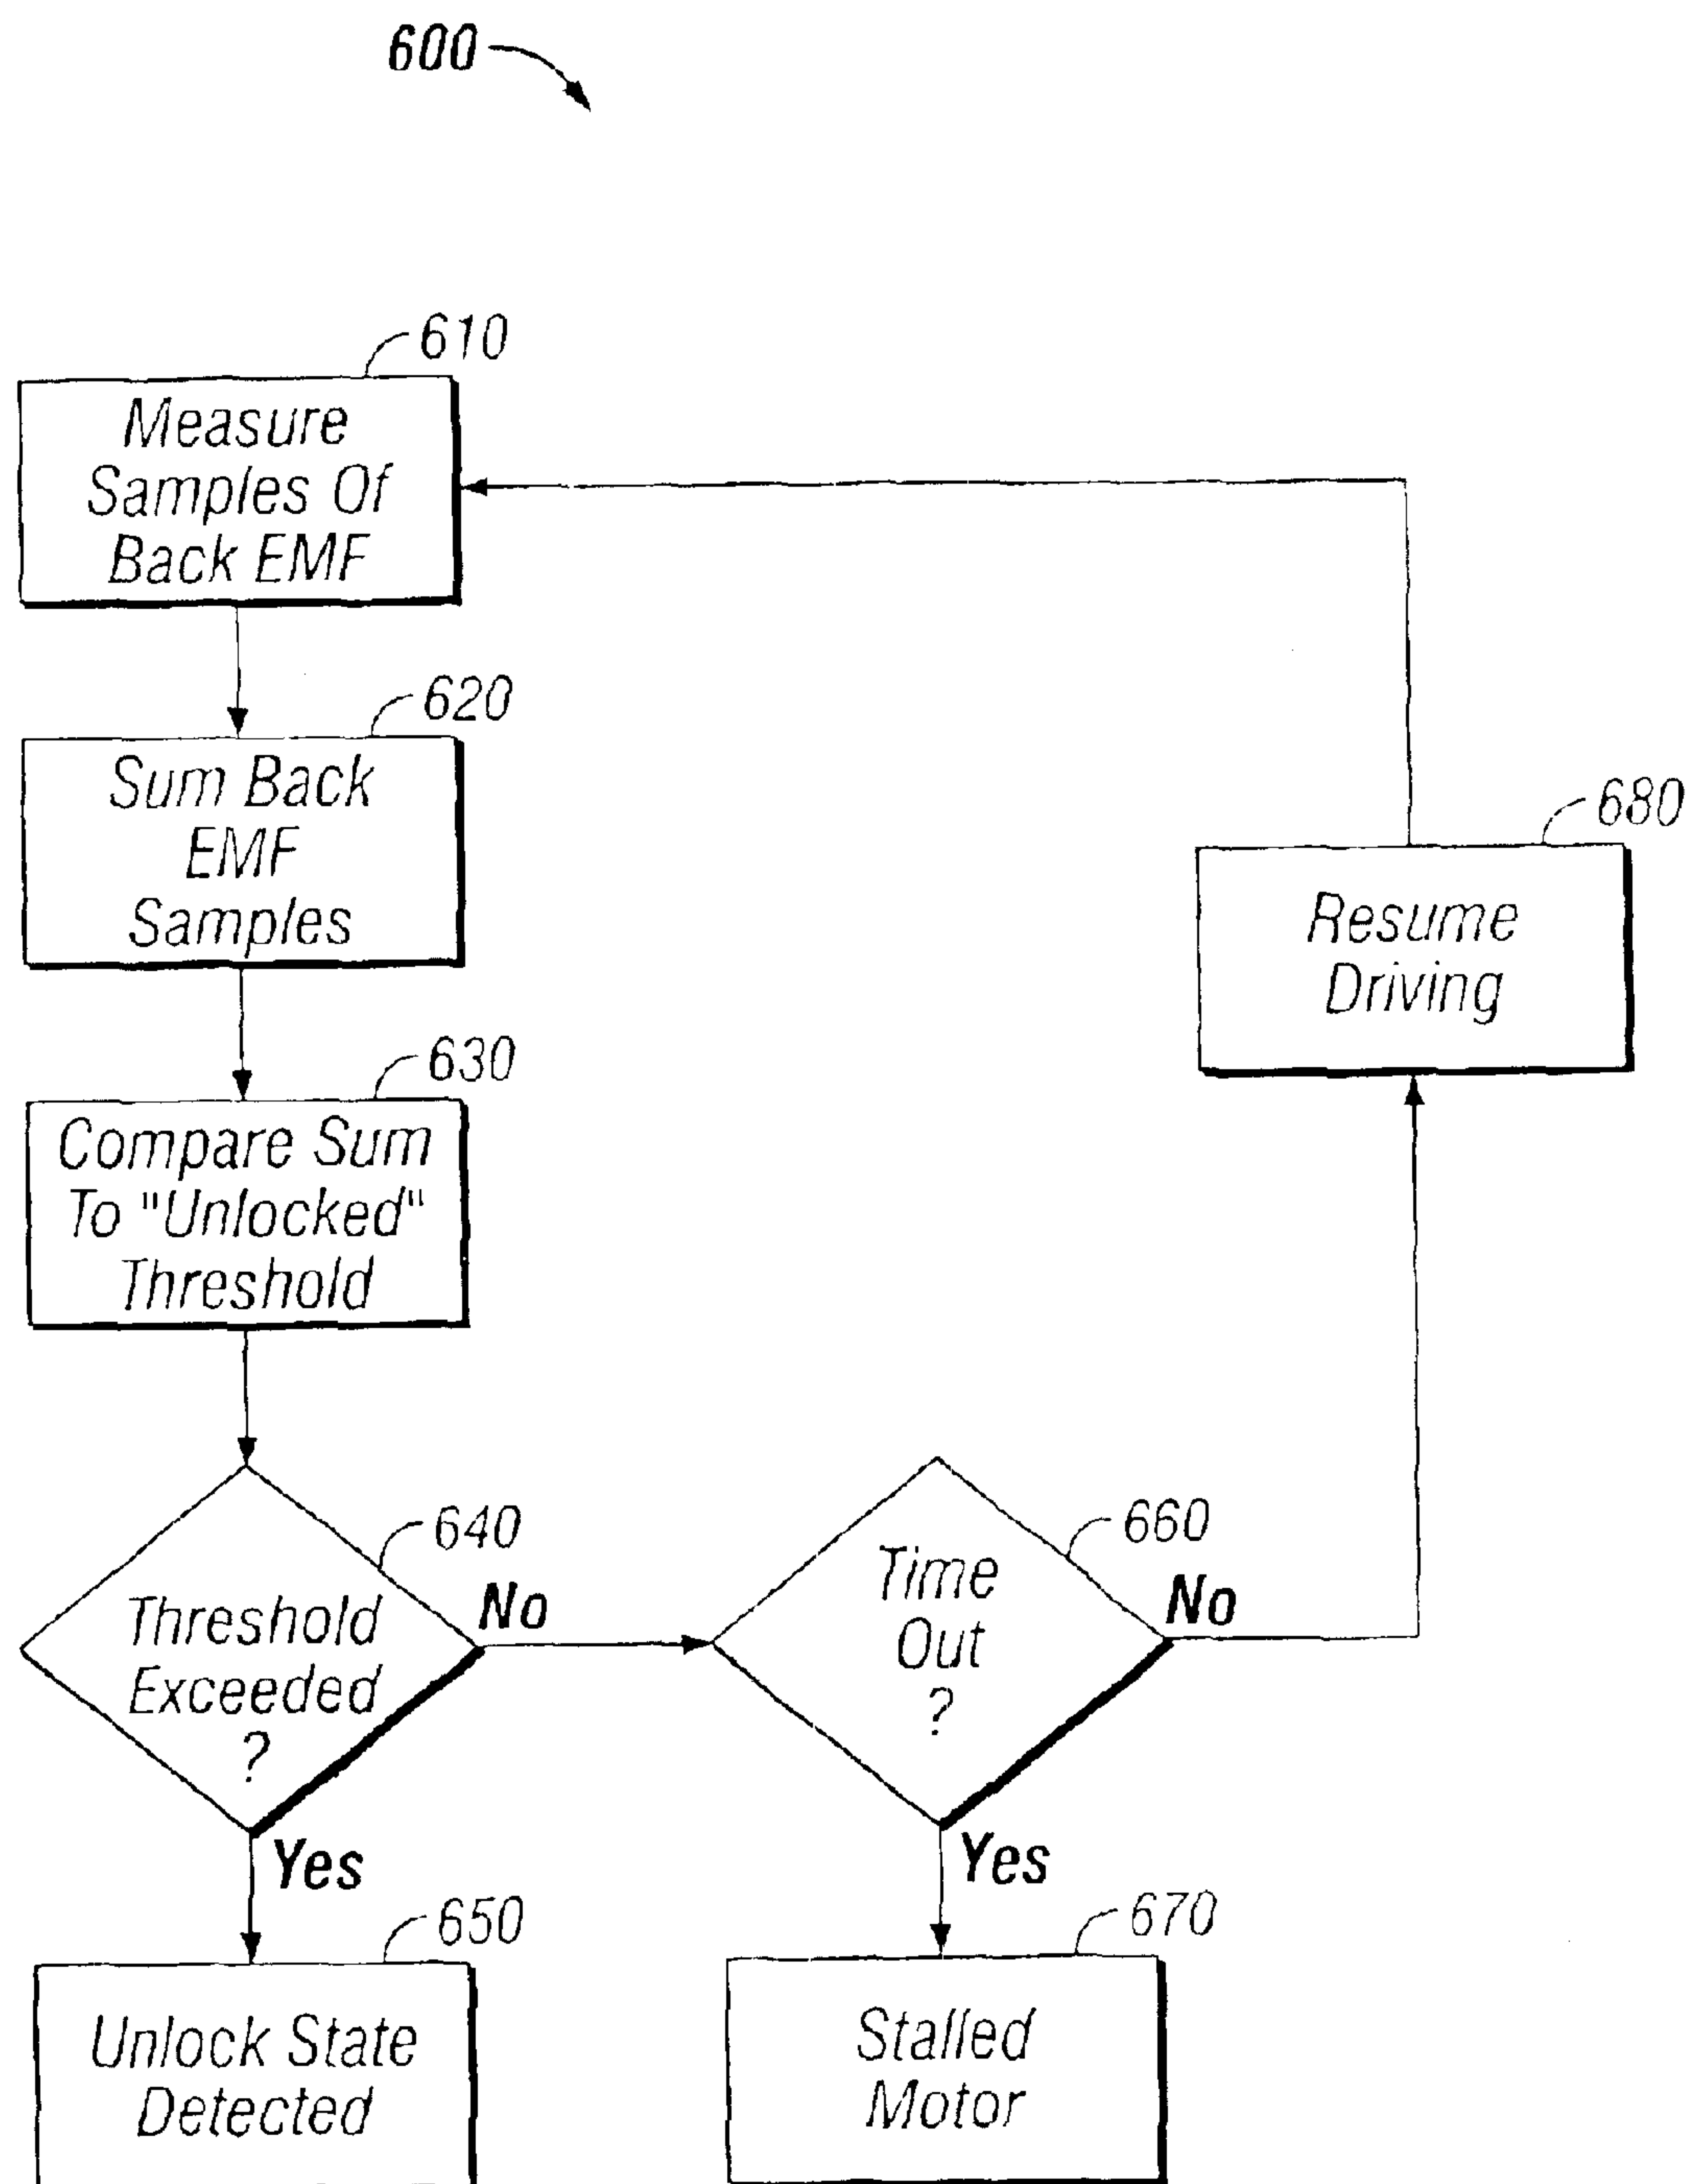 600
610
Measure
Samples Of
Back EMF
620
Sum Back
EMF
Samples
680
Resume
Driving
630
Compare Sum
To "Unlocked"
Threshold
640
Threshold
Exceeded
?
No
Yes
660
Time
Out
?
No
Yes
650
Unlock State
Detected
670
Stalled
Motor